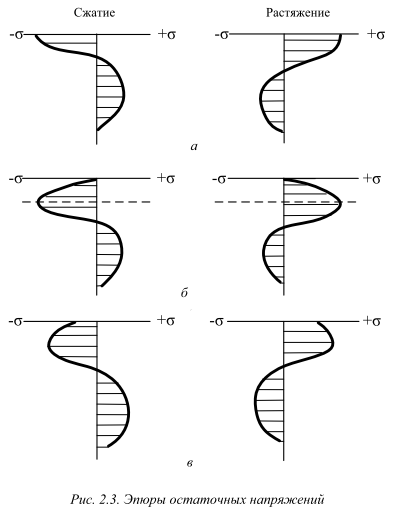 Сжатие Растяжение
-σ +σ -σ +σ
а
-σ +σ -σ +σ
б
-σ +σ -σ +σ
в
Рис. 2.3. Эпюры остаточных напряжений